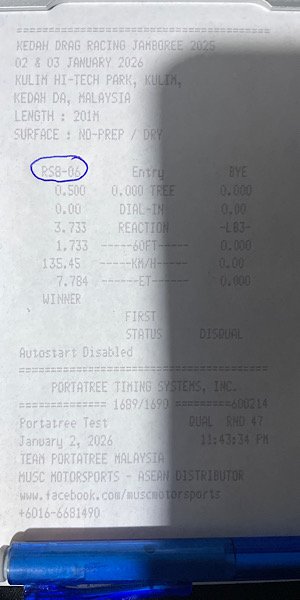 KEDAH DRAG RACING JAMBOREE 2025
02 & 03 JANUARY 2026
KULIM HI-TECH PARK, KULIM,
KEDAH DA, MALAYSIA
LENGTH : 201M
SURFACE : NO-PREP / DRY
RSB-06 Entry BYE
0.500 0.000 TREE 0.000
0.00 DIAL-IN 0.00
3.733 REACTION -LB3-
1.733 -----60FT----- 0.000
135.45 -----KM/H----- 0.00
7.784 ------ET------ 0.000
WINNER
FIRST
STATUS DISQUAL
Autostart Disabled
PORTATREE TIMING SYSTEMS, INC.
============= 1689/1690 =========600214
Portatree Test QUAL RND 47
January 2, 2026 11:43:34 PM
TEAM PORTATREE MALAYSIA
MUSC MOTORSPORTS - ASEAN DISTRIBUTOR
www.facebook.com/muscmotorsports
+6016-6681490